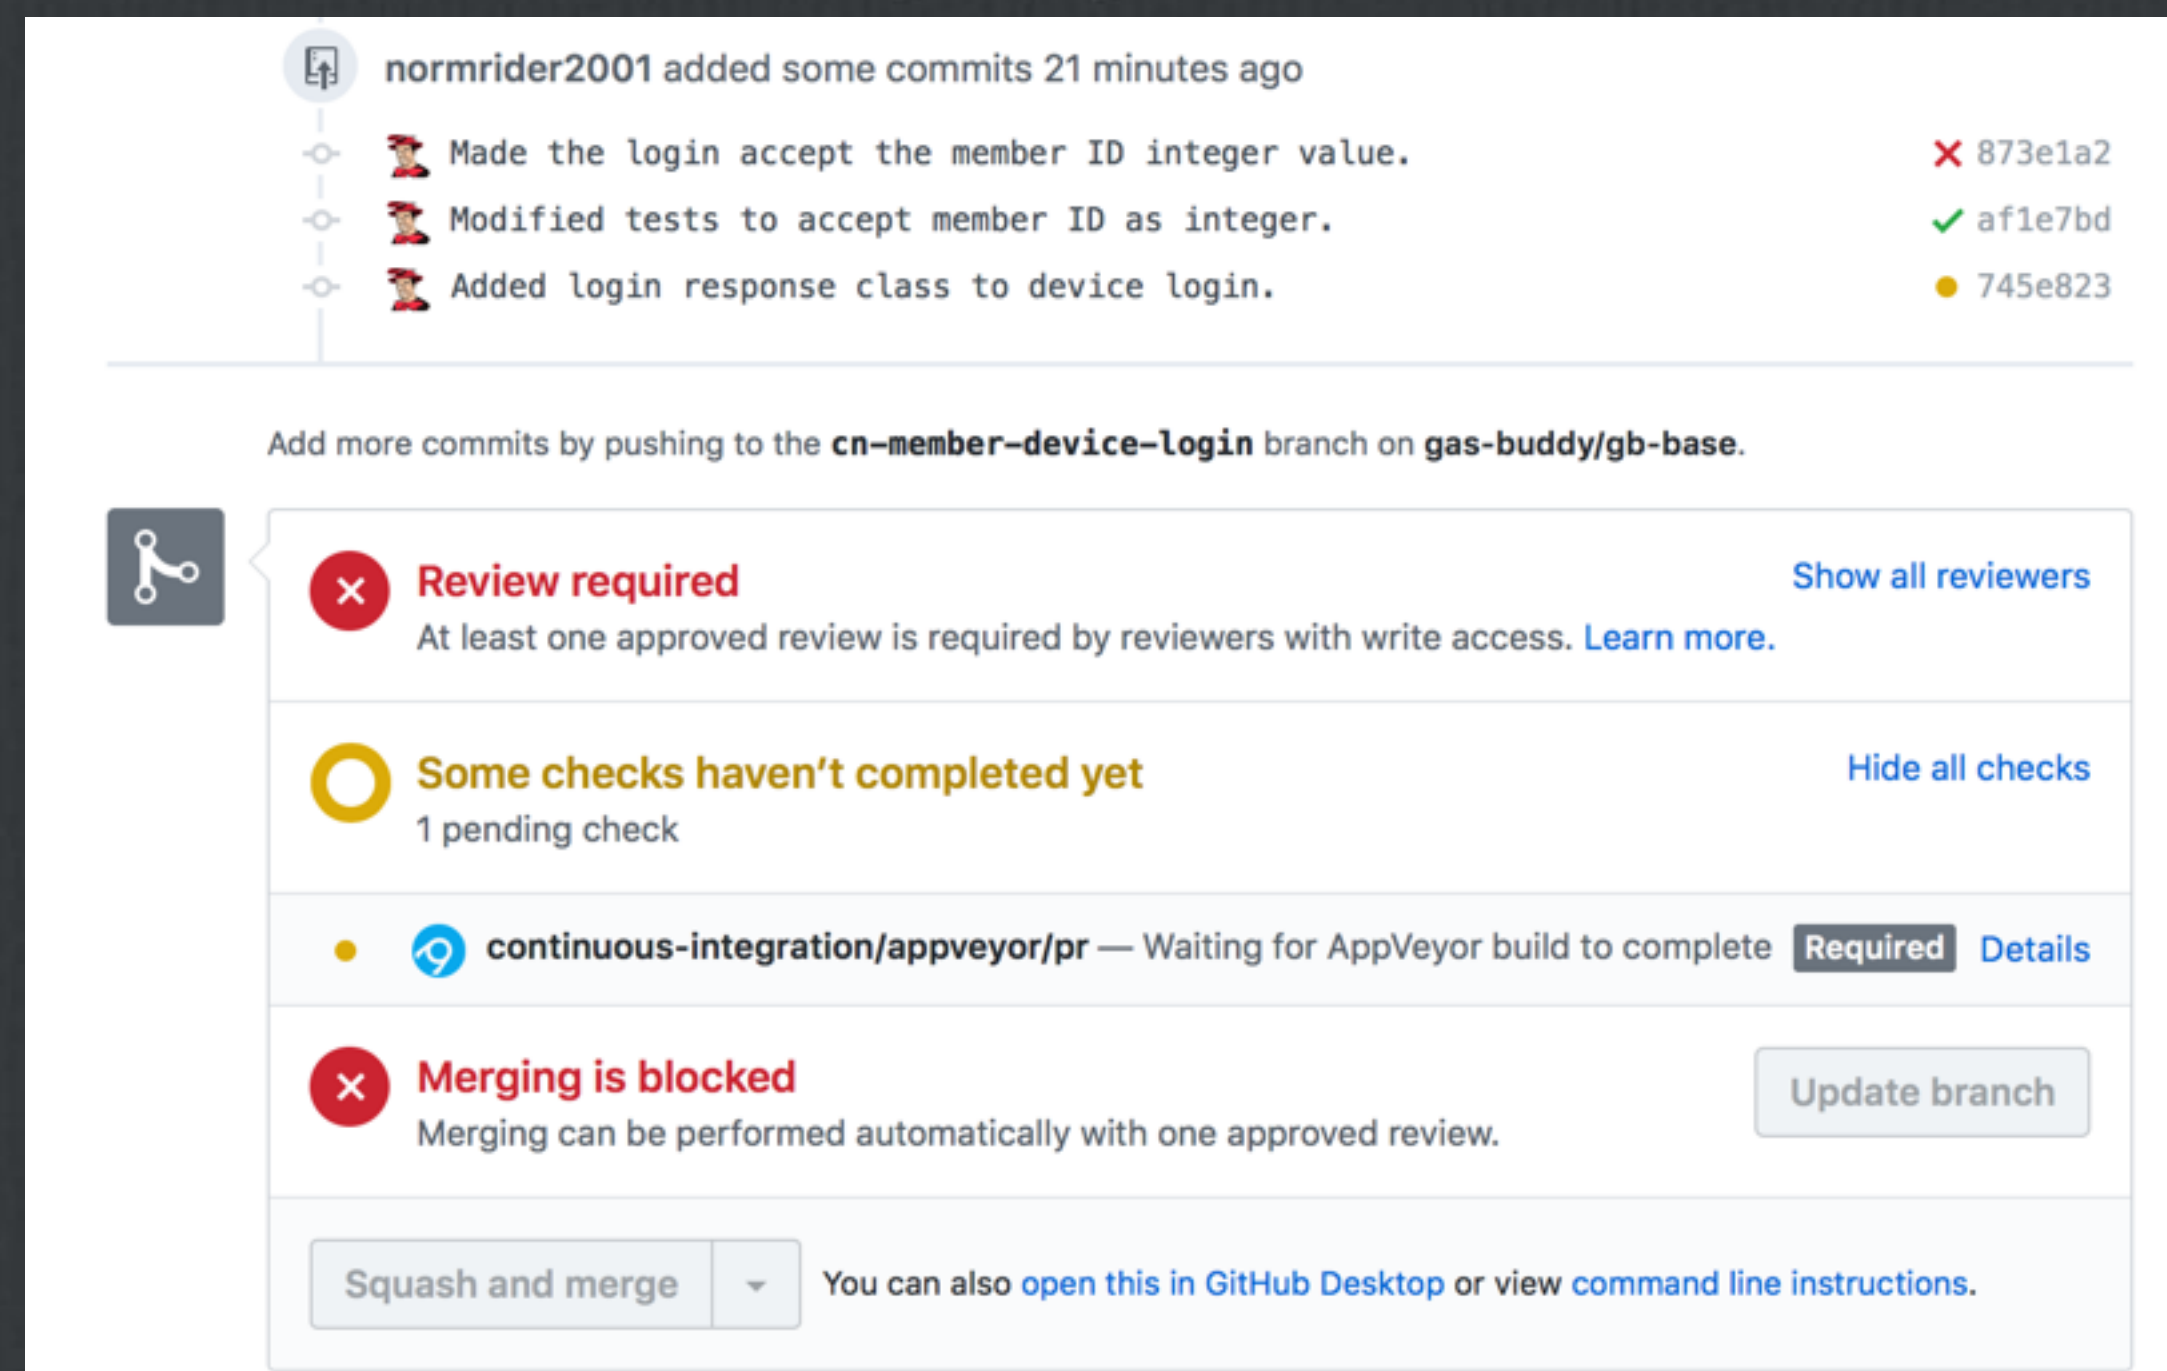 normrider2001 added some commits 21 minutes ago
Made the login accept the member ID integer value. 873e1a2
Modified tests to accept member ID as integer. af1e7bd
Added login response class to device login. 745e823
Add more commits by pushing to the cn-member-device-login branch on gas-buddy/gb-base.
Review required Show all reviewers
At least one approved review is required by reviewers with write access. Learn more.
Some checks haven't completed yet Hide all checks
1 pending check
continuous-integration/appveyor/pr — Waiting for AppVeyor build to complete Required Details
Merging is blocked Update branch
Merging can be performed automatically with one approved review.
Squash and merge You can also open this in GitHub Desktop or view command line instructions.